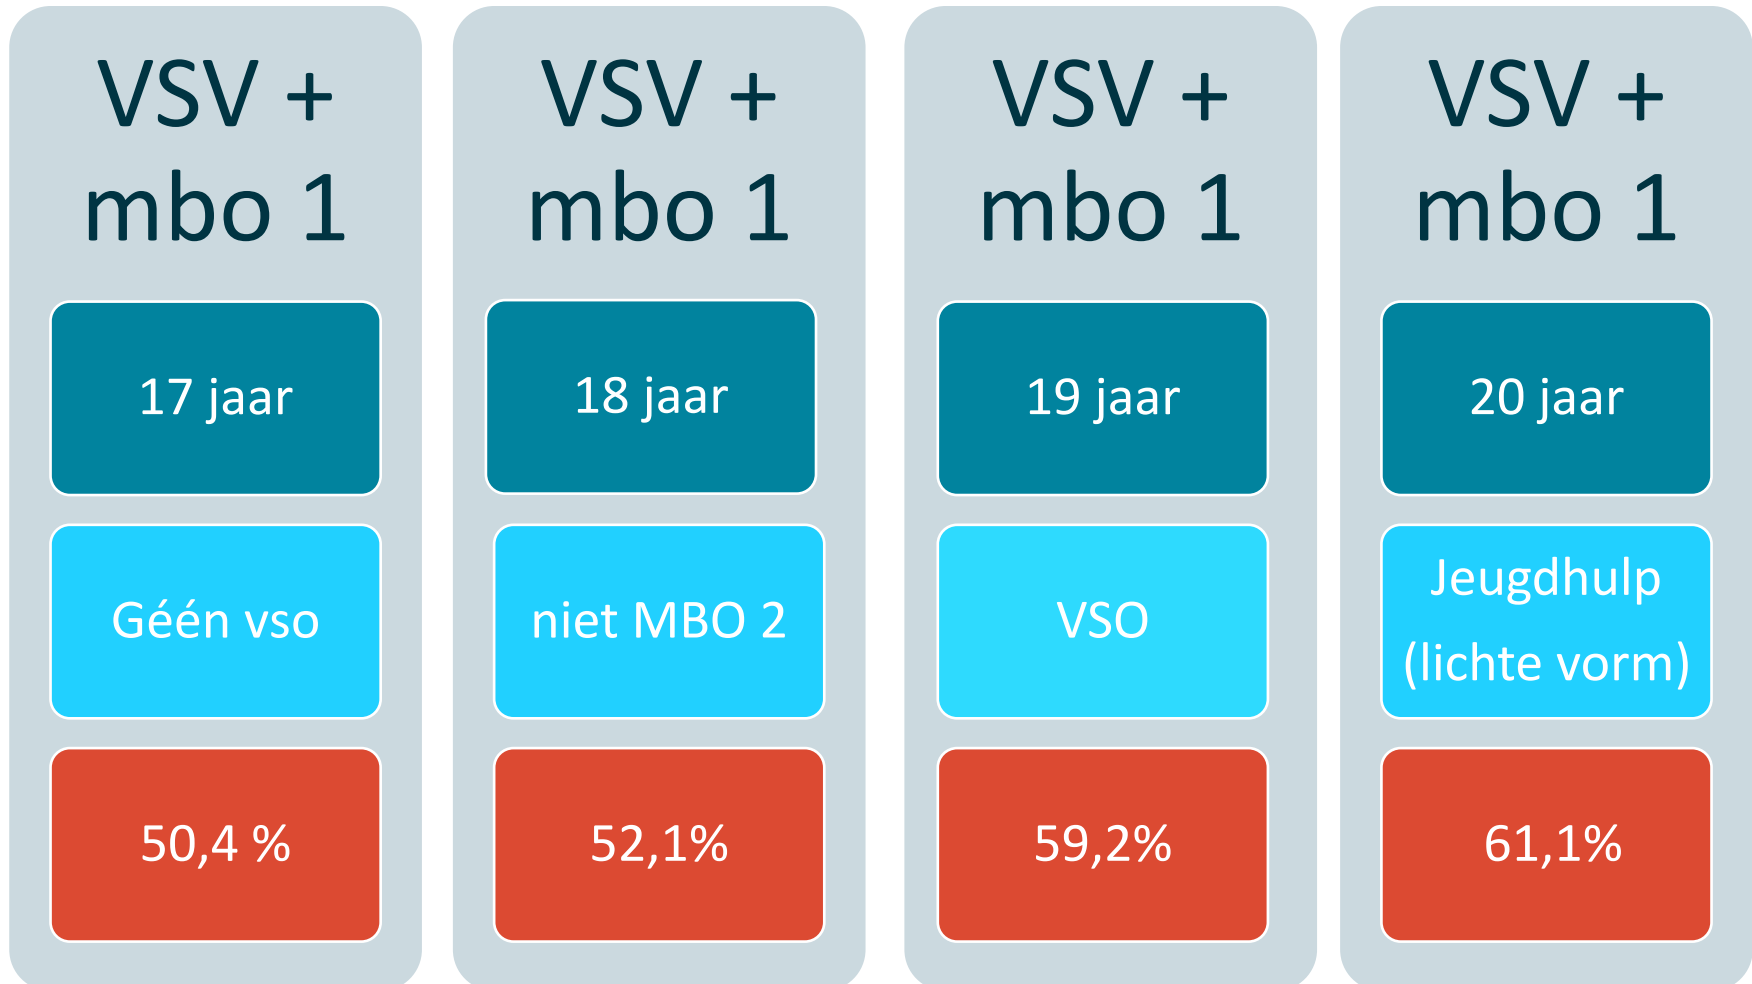 VSV +
mbo 1
17 jaar
Géén vso
50,4 %
VSV +
mbo 1
18 jaar
niet MBO 2
52,1%
VSV +
mbo 1
19 jaar
VSO
59,2%
VSV +
mbo 1
20 jaar
Jeugdhulp
(lichte vorm)
61,1%